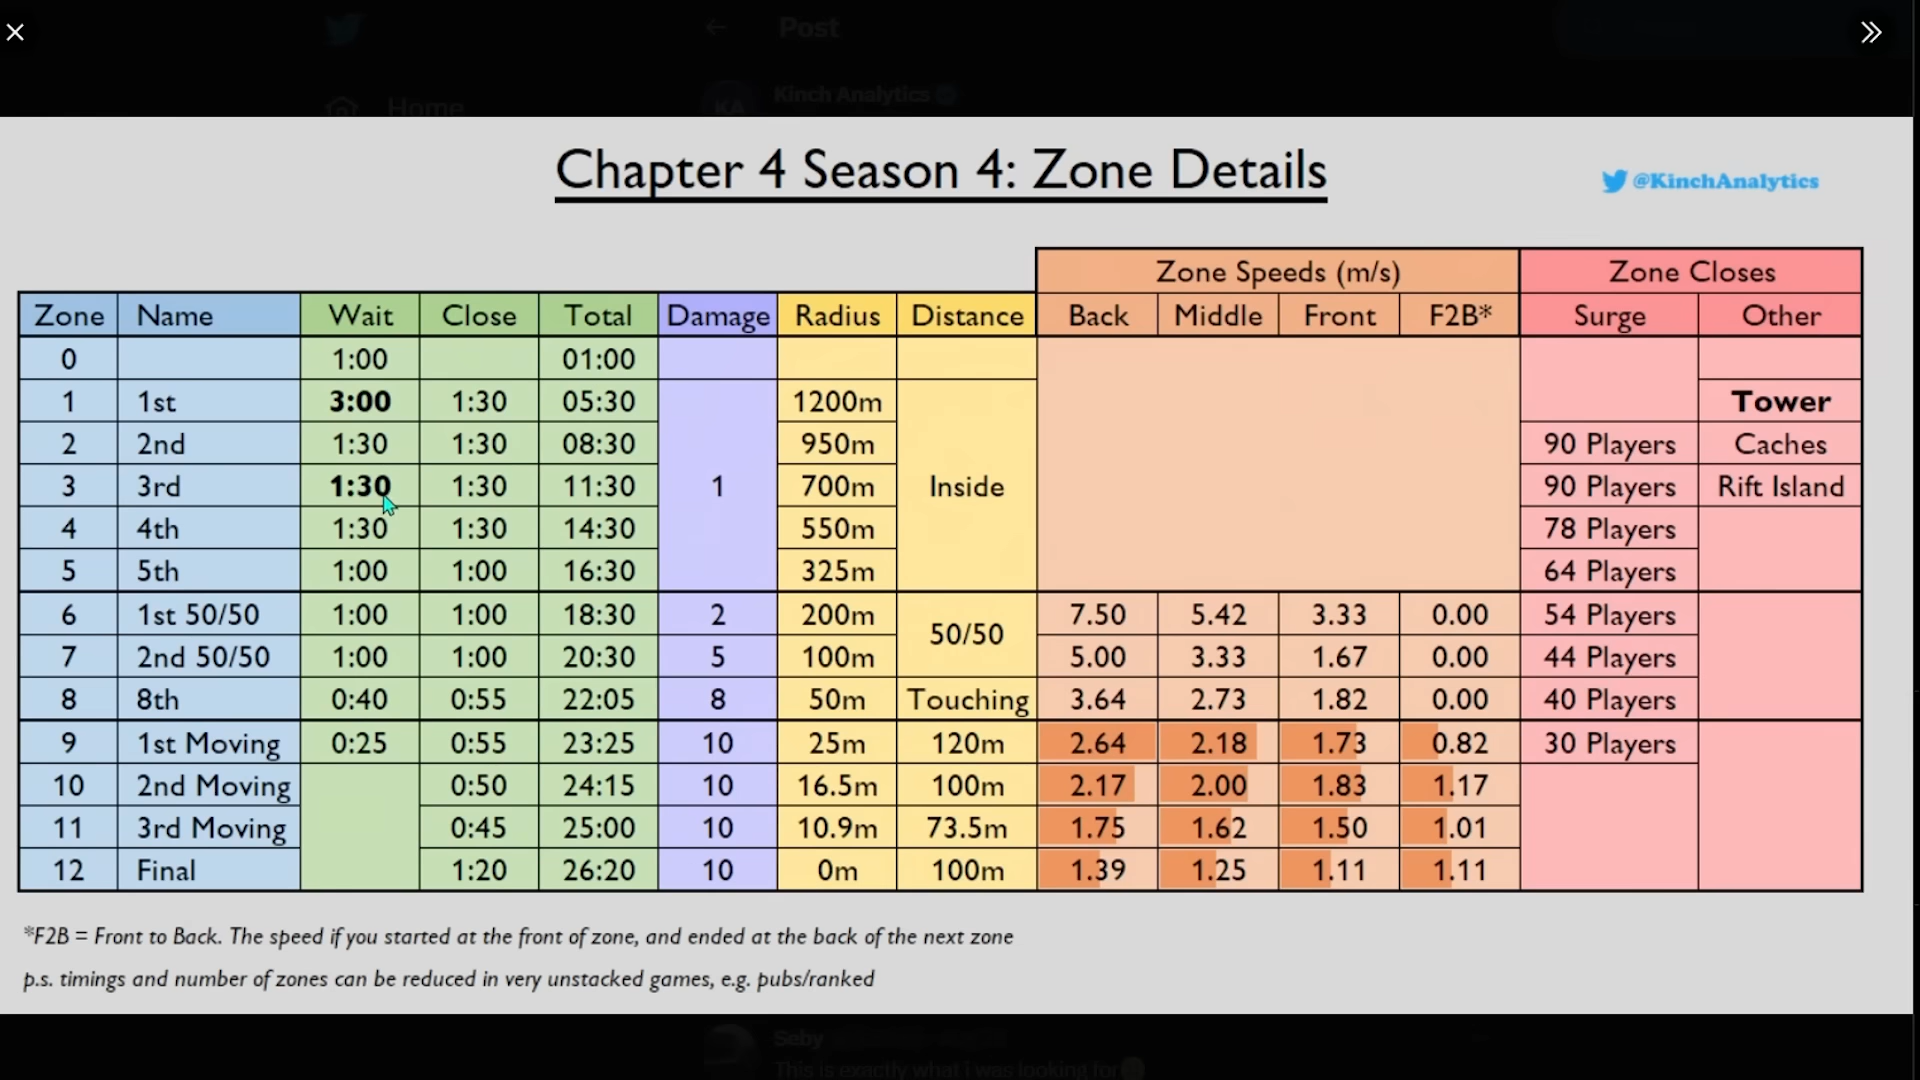 Post
Kinch Analytics
KA
Home
Chapter 4 Season 4: Zone Details
@KinchAnalytics
Zone Speeds (m/s) Zone Closes
Zone Name Wait Close Total Damage Radius Distance Back Middle Front F2B* Surge Other
0 1:00 01:00
1 1st 3:00 1:30 05:30 1200m Tower
2 2nd 1:30 1:30 08:30 950m 90 Players Caches
3 3rd 1:30 1:30 11:30 1 700m Inside 90 Players Rift Island
4 4th 1:30 1:30 14:30 550m 78 Players
5 5th 1:00 1:00 16:30 325m 64 Players
6 1st 50/50 1:00 1:00 18:30 2 200m 50/50 7.50 5.42 3.33 0.00 54 Players
7 2nd 50/50 1:00 1:00 20:30 5 100m 5.00 3.33 1.67 0.00 44 Players
8 8th 0:40 0:55 22:05 8 50m Touching 3.64 2.73 1.82 0.00 40 Players
9 1st Moving 0:25 0:55 23:25 10 25m 120m 2.64 2.18 1.73 0.82 30 Players
10 2nd Moving 0:50 24:15 10 16.5m 100m 2.17 2.00 1.83 1.17
11 3rd Moving 0:45 25:00 10 10.9m 73.5m 1.75 1.62 1.50 1.01
12 Final 1:20 26:20 10 0m 100m 1.39 1.25 1.11 1.11
*F2B = Front to Back. The speed if you started at the front of zone, and ended at the back of the next zone
p.s. timings and number of zones can be reduced in very unstacked games, e.g. pubs/ranked
Seby
This is exactly what i was looking for